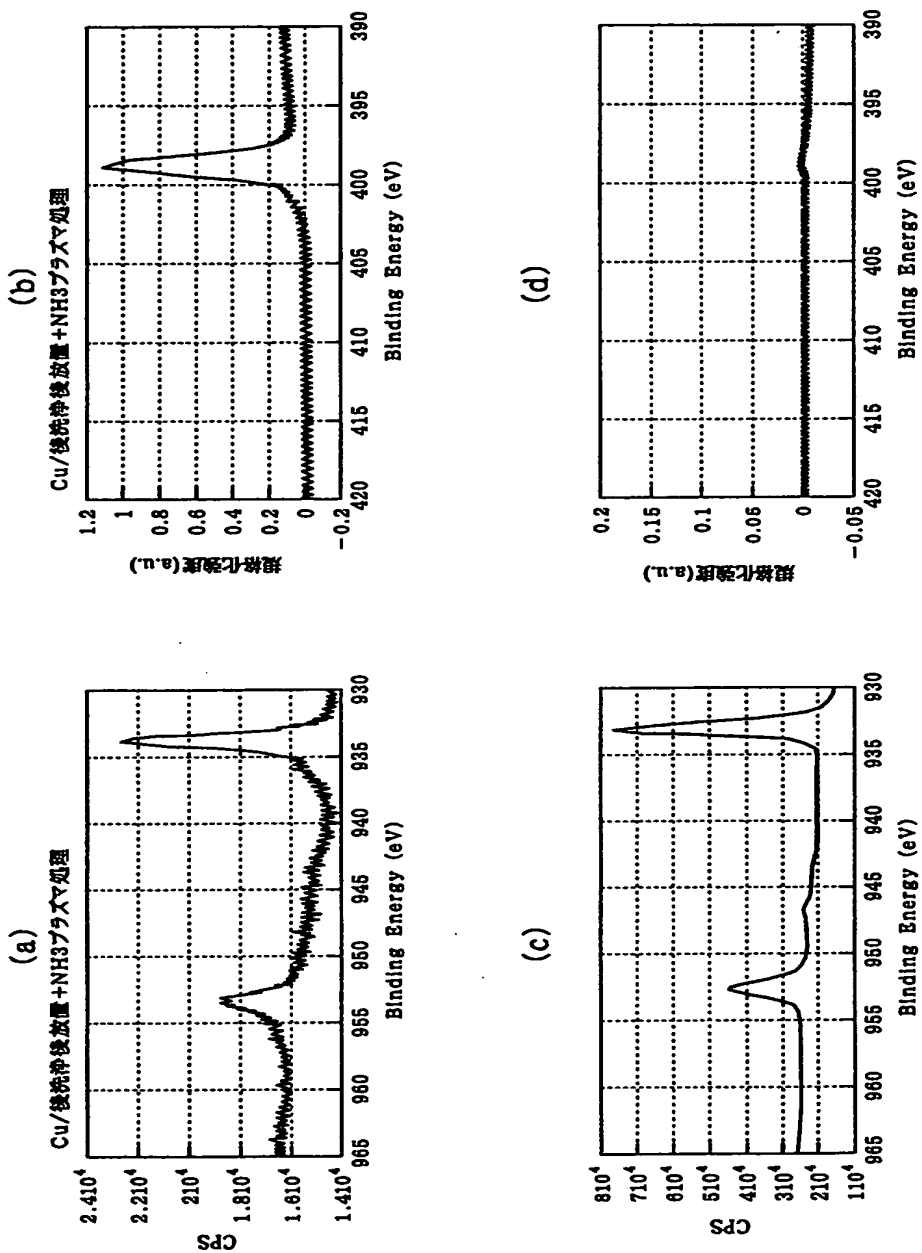 (a)
Cu/後洗浄後放置+NH3プラズマ処理
2.410⁴
2.210⁴
210⁴
1.810⁴
1.610⁴
1.410⁴
CPS
965 960 955 950 945 940 935 930
Binding Energy (eV)
(b)
Cu/後洗浄後放置+NH3プラズマ処理
1.2
1
0.8
0.6
0.4
0.2
0
-0.2
規格化強度(a.u.)
420 415 410 405 400 395 390
Binding Energy (eV)
(c)
810⁴
710⁴
610⁴
510⁴
410⁴
310⁴
210⁴
110⁴
CPS
965 960 955 950 945 940 935 930
Binding Energy (eV)
(d)
0.2
0.15
0.1
0.05
0
-0.05
規格化強度(a.u.)
420 415 410 405 400 395 390
Binding Energy (eV)